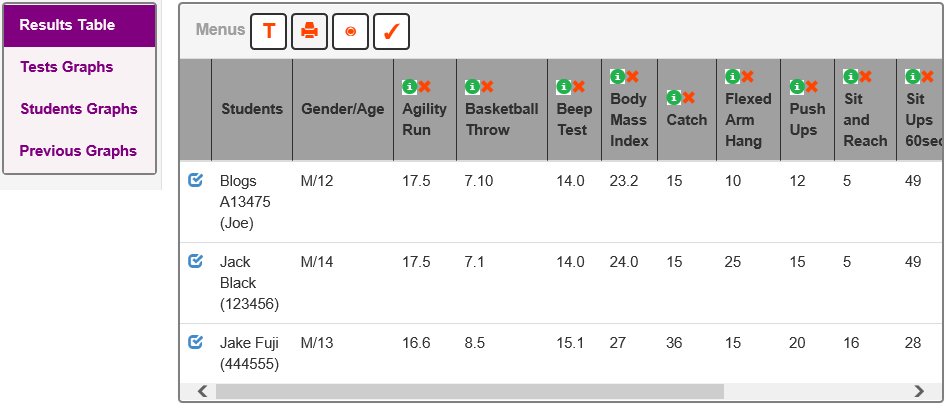 Results Table
Tests Graphs
Students Graphs
Previous Graphs
Menus T
Students Gender/Age Agility Run Basketball Throw Beep Test Body Mass Index Catch Flexed Arm Hang Push Ups Sit and Reach Sit Ups 60sec
Blogs A13475 (Joe) M/12 17.5 7.10 14.0 23.2 15 10 12 5 49
Jack Black (123456) M/14 17.5 7.1 14.0 24.0 15 25 15 5 49
Jake Fuji (444555) M/13 16.6 8.5 15.1 27 36 15 20 16 28